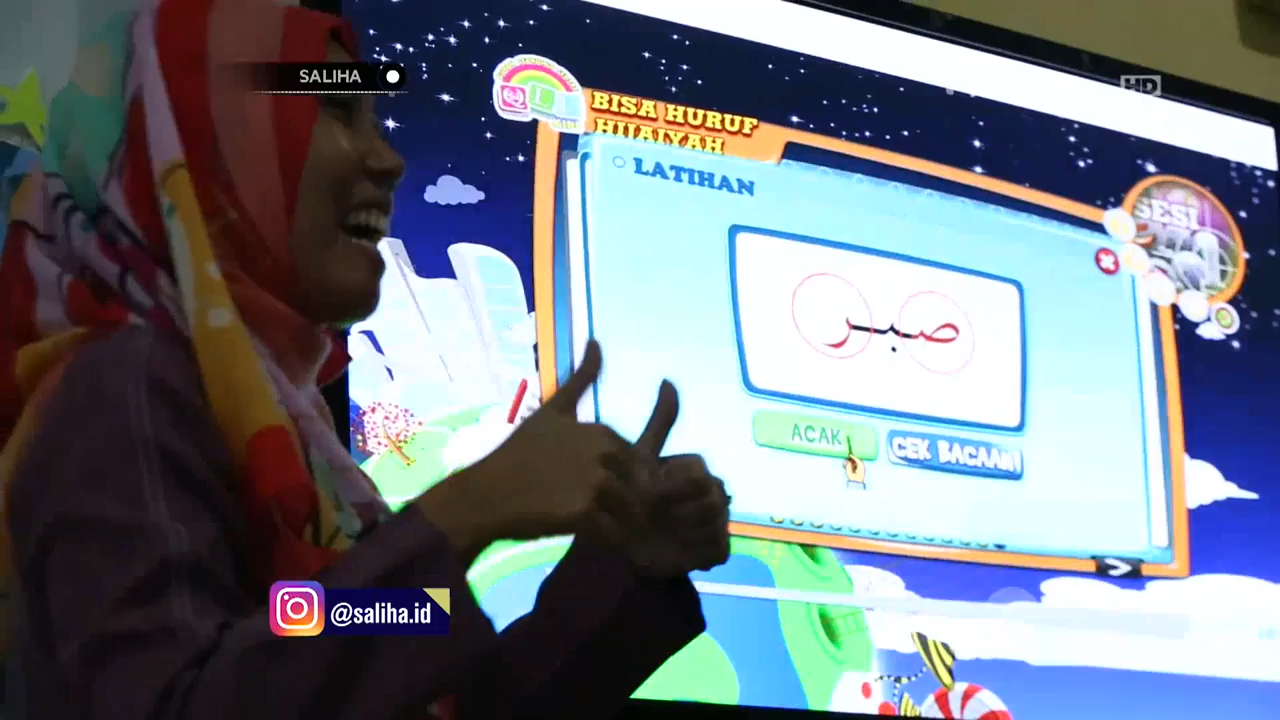 SALIHA
HD
BISA HURUF
HIJAIYAH
LATIHAN
SESI
صبر
ACAK
CEK BACAAN!
@saliha.id